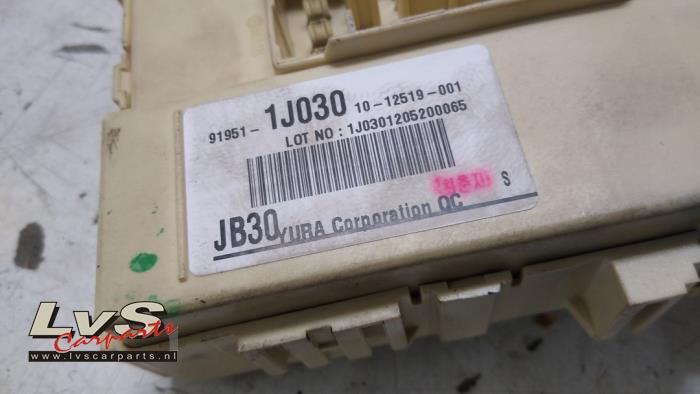 91951- 1J030 10-12519-001
LOT NO : 1J0301205200065
S
JB30 YURA Corporation QC
LvS
Carparts
www.lvscarparts.nl